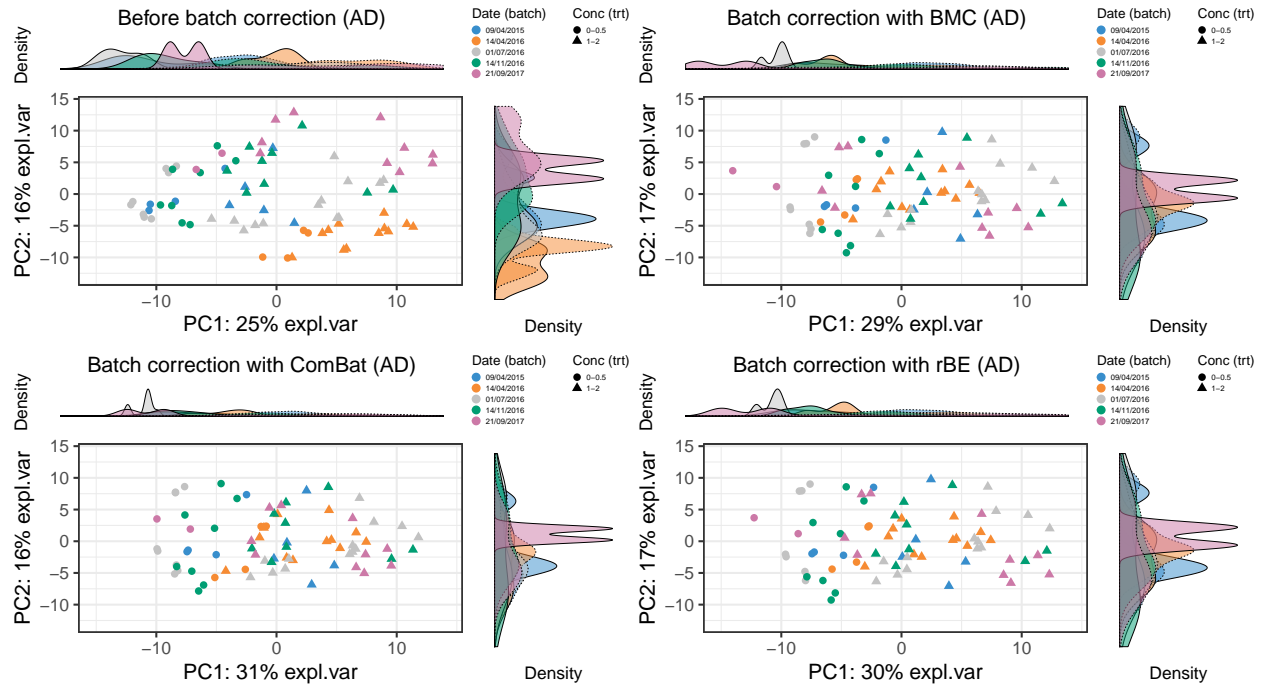 Before batch correction (AD)
Density
Date (batch)
09/04/2015
14/04/2016
01/07/2016
14/11/2016
21/09/2017
Conc (trt)
0−0.5
1−2
PC2: 16% expl.var
15
10
5
0
−5
−10
−10
0
10
PC1: 25% expl.var
Density
Batch correction with BMC (AD)
Density
Date (batch)
09/04/2015
14/04/2016
01/07/2016
14/11/2016
21/09/2017
Conc (trt)
0−0.5
1−2
PC2: 17% expl.var
15
10
5
0
−5
−10
−10
0
10
PC1: 29% expl.var
Density
Batch correction with ComBat (AD)
Density
Date (batch)
09/04/2015
14/04/2016
01/07/2016
14/11/2016
21/09/2017
Conc (trt)
0−0.5
1−2
PC2: 16% expl.var
15
10
5
0
−5
−10
−10
0
10
PC1: 31% expl.var
Density
Batch correction with rBE (AD)
Density
Date (batch)
09/04/2015
14/04/2016
01/07/2016
14/11/2016
21/09/2017
Conc (trt)
0−0.5
1−2
PC2: 17% expl.var
15
10
5
0
−5
−10
−10
0
10
PC1: 30% expl.var
Density